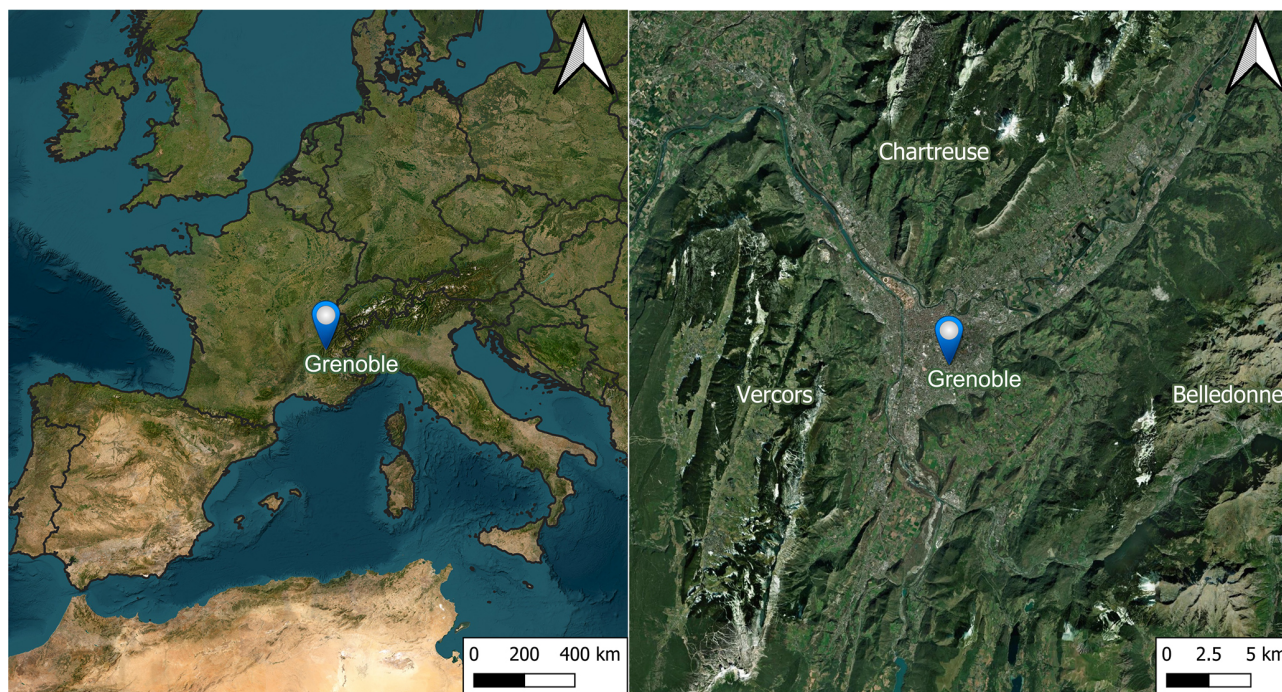 Grenoble
0 200 400 km
Chartreuse
Grenoble
Vercors
Belledonne
0 2.5 5 km